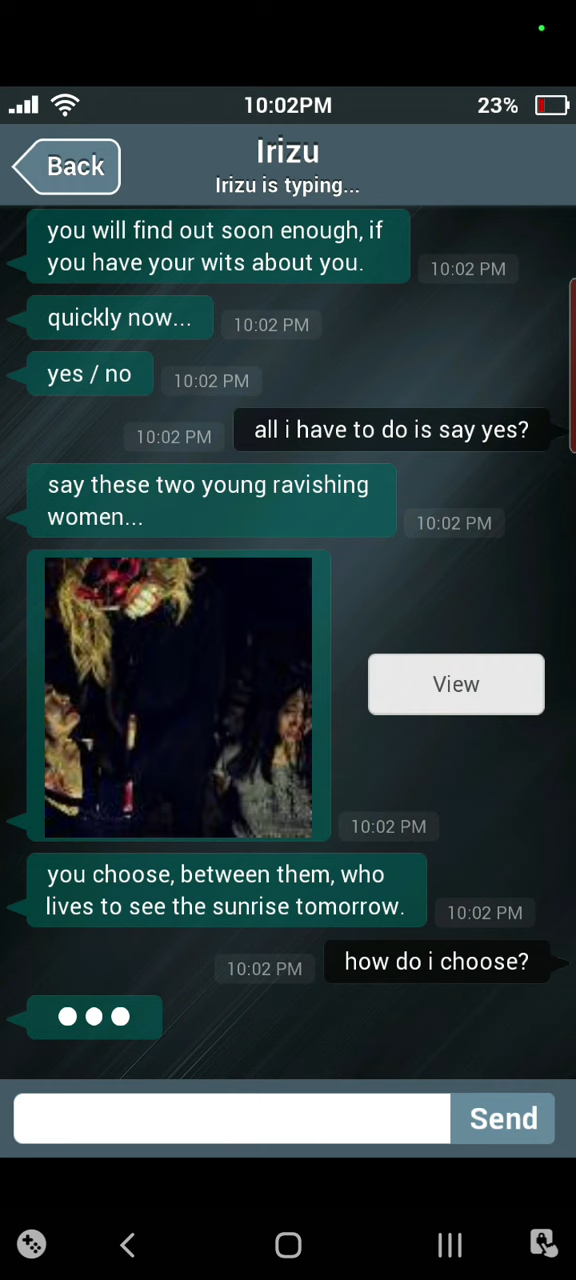 10:02PM
23%
Back
Irizu
Irizu is typing...
you will find out soon enough, if
you have your wits about you.
10:02 PM
quickly now...
10:02 PM
yes / no
10:02 PM
10:02 PM
all i have to do is say yes?
say these two young ravishing
women...
10:02 PM
View
10:02 PM
you choose, between them, who
lives to see the sunrise tomorrow.
10:02 PM
10:02 PM
how do i choose?
Send